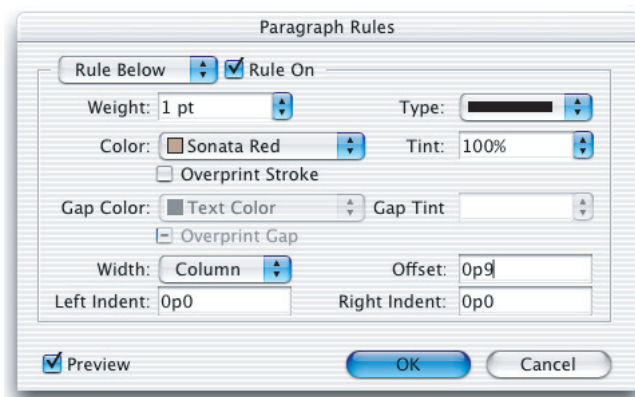 Paragraph Rules
Rule Below Rule On
Weight: 1 pt Type:
Color: Sonata Red Tint: 100%
Overprint Stroke
Gap Color: Text Color Gap Tint
Overprint Gap
Width: Column Offset: 0p9
Left Indent: 0p0 Right Indent: 0p0
Preview OK Cancel